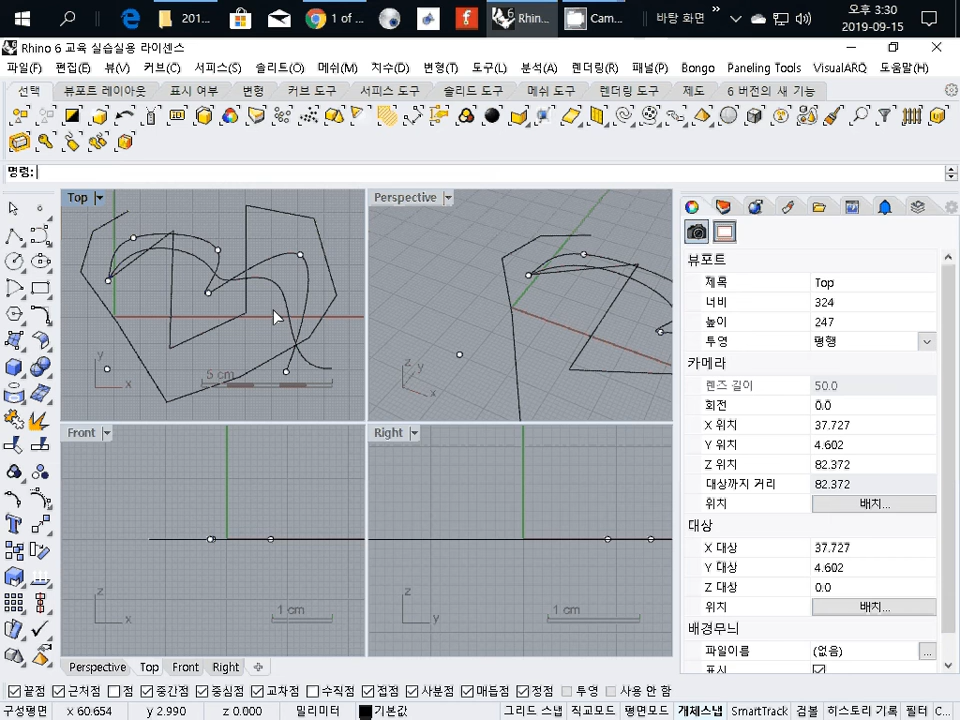 201...
1 of ...
Rhin...
Cam...
바탕 화면
오후 3:30
2019-09-15
Rhino 6 교육 실습실용 라이센스
파일(F) 편집(E) 뷰(V) 커브(C) 서피스(S) 솔리드(O) 메쉬(M) 치수(D) 변형(T) 도구(L) 분석(A) 렌더링(R) 패널(P) Bongo Paneling Tools VisualARQ 도움말(H)
선택 뷰포트 레이아웃 표시 여부 변형 커브 도구 서피스 도구 솔리드 도구 메쉬 도구 렌더링 도구 제도 6 버전의 새 기능
명령:
Top
Perspective
뷰포트
제목 Top
너비 324
높이 247
투영 평행
카메라
렌즈 길이 50.0
회전 0.0
X 위치 37.727
Y 위치 4.602
Z 위치 82.372
대상까지 거리 82.372
위치 배치...
대상
X 대상 37.727
Y 대상 4.602
Z 대상 0.0
위치 배치...
배경무늬
파일이름 (없음) ...
표시
y
x
5 cm
z
y
x
Front
Right
z
x
1 cm
z
y
1 cm
Perspective Top Front Right
끝점 근처점 점 중간점 중심점 교차점 수직점 접점 사분점 매듭점 정점 투영 사용 안 함
구성평면 x 60.654 y 2.990 z 0.000 밀리미터 기본값 그리드 스냅 직교모드 평면모드 개체스냅 SmartTrack 검볼 히스토리 기록 필터 C...